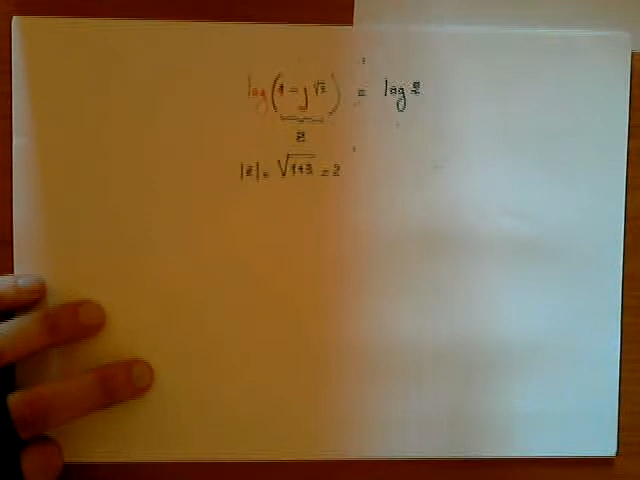 log(1 - j√3) = log z
z
|z| = √1+3 = 2